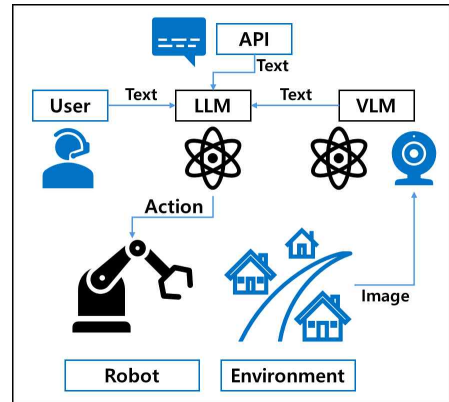 API
Text
User
Text
LLM
Text
VLM
Action
Image
Robot
Environment